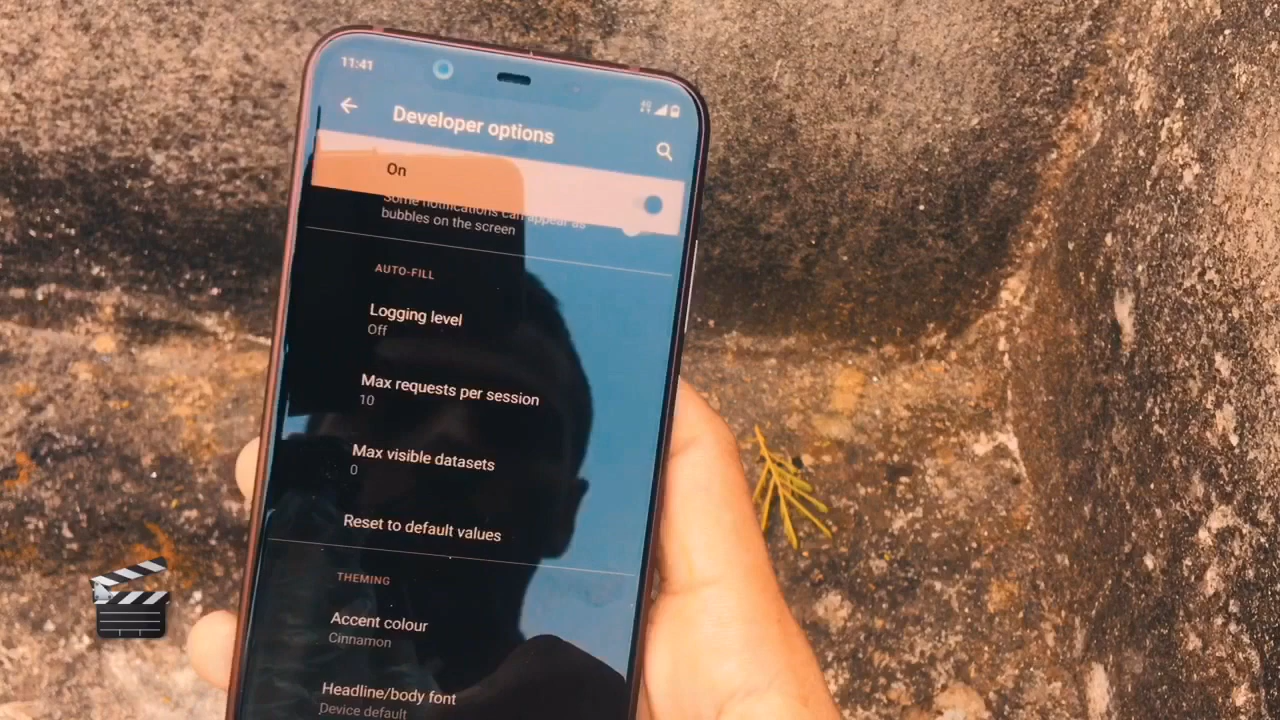 11:41
4G
Developer options
On
Some notifications can appear as
bubbles on the screen
AUTO-FILL
Logging level
Off
Max requests per session
10
Max visible datasets
0
Reset to default values
THEMING
Accent colour
Cinnamon
Headline/body font
Device default